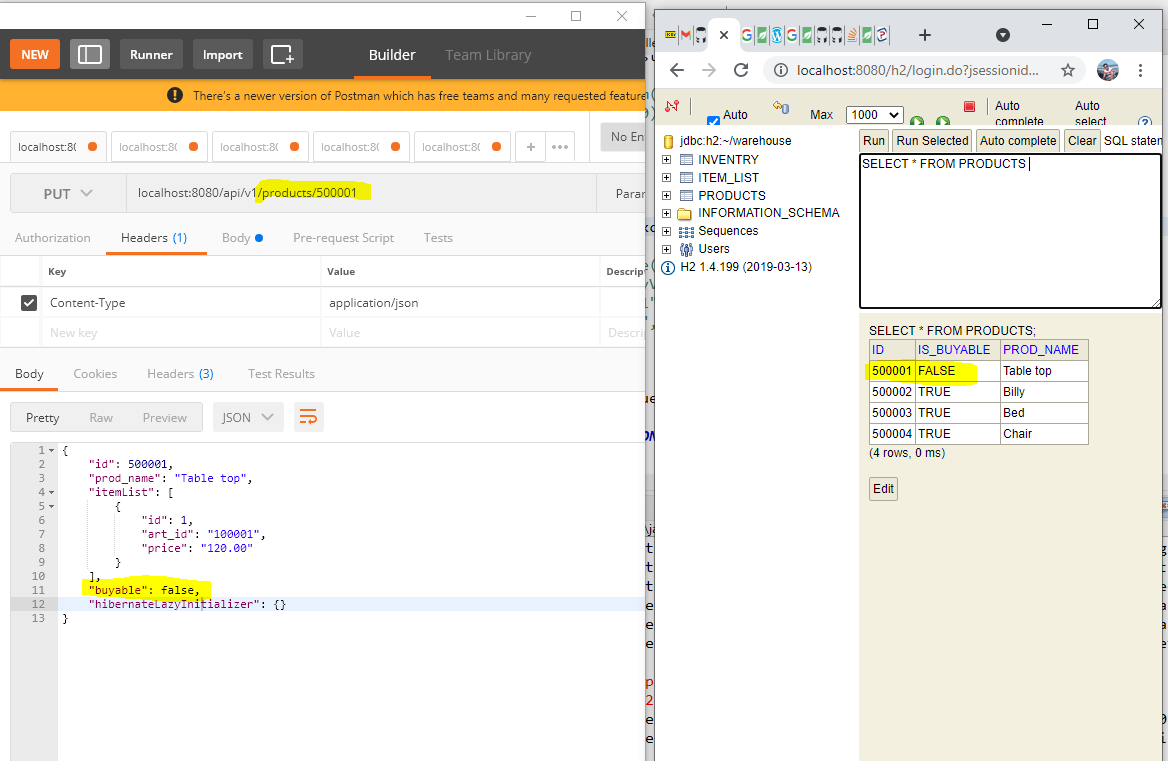 NEW
Runner
Import
Builder
Team Library
There's a newer version of Postman which has free teams and many requested feature
localhost:8(
localhost:8(
localhost:8(
localhost:8(
localhost:8(
No En
PUT
localhost:8080/api/v1/products/500001
Paran
Authorization
Headers (1)
Body
Pre-request Script
Tests
Key
Value
Descrip
Content-Type
application/json
New key
Value
Descri
Body
Cookies
Headers (3)
Test Results
Pretty
Raw
Preview
JSON
1 {
2 "id": 500001,
3 "prod_name": "Table top",
4 "itemList": [
5 {
6 "id": 1,
7 "art_id": "100001",
8 "price": "120.00"
9 }
10 ],
11 "buyable": false,
12 "hibernateLazyInitializer": {}
13 }
localhost:8080/h2/login.do?jsessionid...
Auto
Max
1000
Auto complete
Auto select
jdbc:h2:~/warehouse
INVENTRY
ITEM_LIST
PRODUCTS
INFORMATION_SCHEMA
Sequences
Users
H2 1.4.199 (2019-03-13)
Run
Run Selected
Auto complete
Clear
SQL statem
SELECT * FROM PRODUCTS
SELECT * FROM PRODUCTS;
ID IS_BUYABLE PROD_NAME
500001 FALSE Table top
500002 TRUE Billy
500003 TRUE Bed
500004 TRUE Chair
(4 rows, 0 ms)
Edit